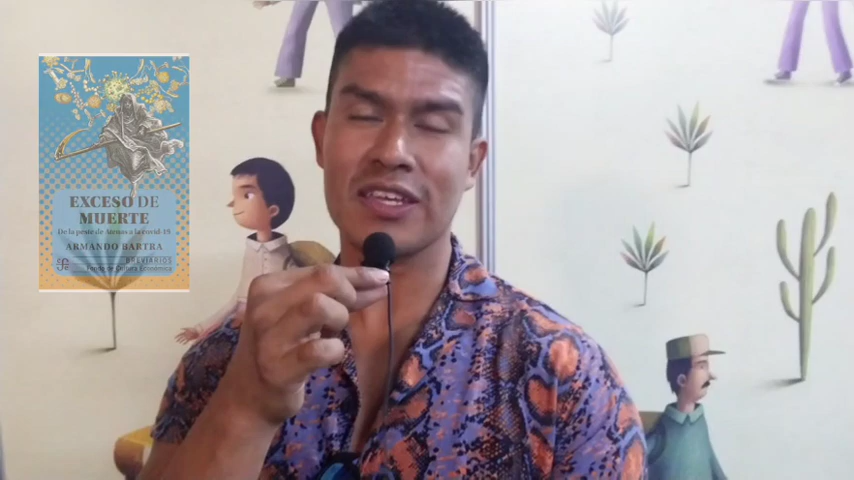 EXCESO DE
MUERTE
De la peste de Atenas a la covid-19
ARMANDO BARTRA
BREVIARIOS
Fondo de Cultura Económica